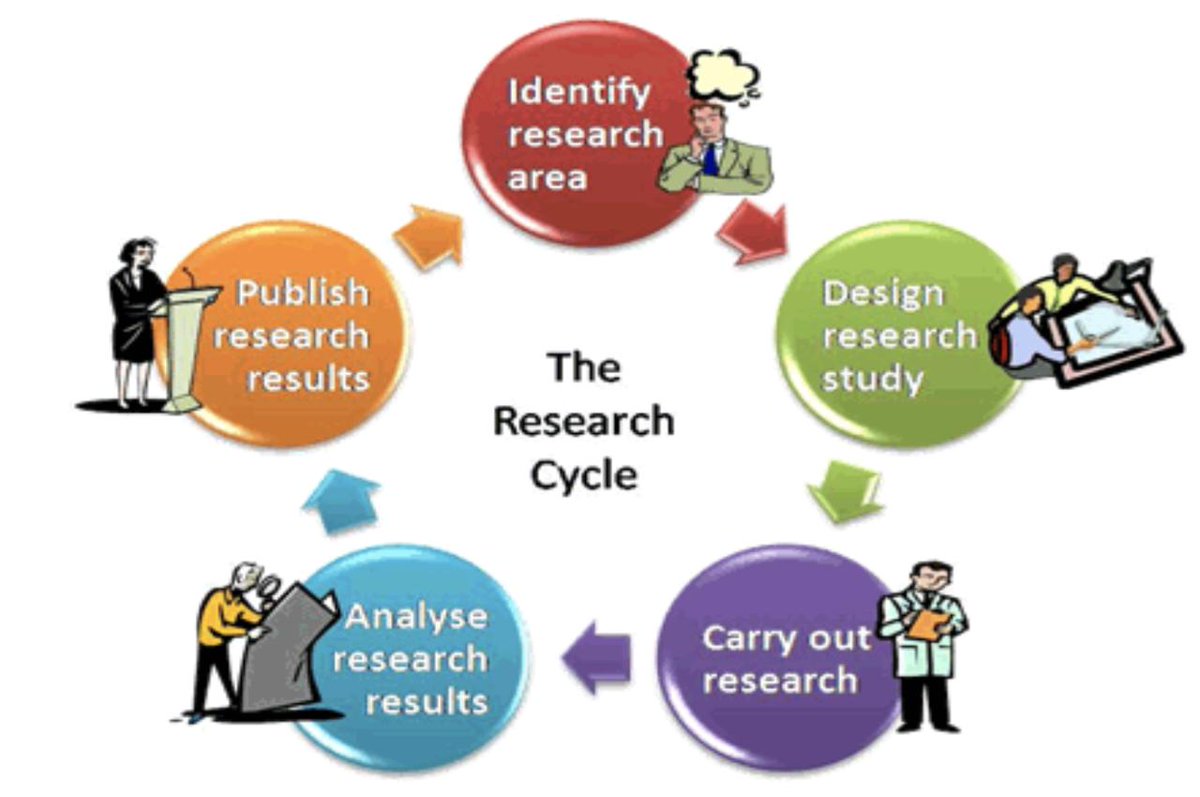 Identify
research
area
Design
research
study
Carry out
research
Analyse
research
results
Publish
research
results
The
Research
Cycle